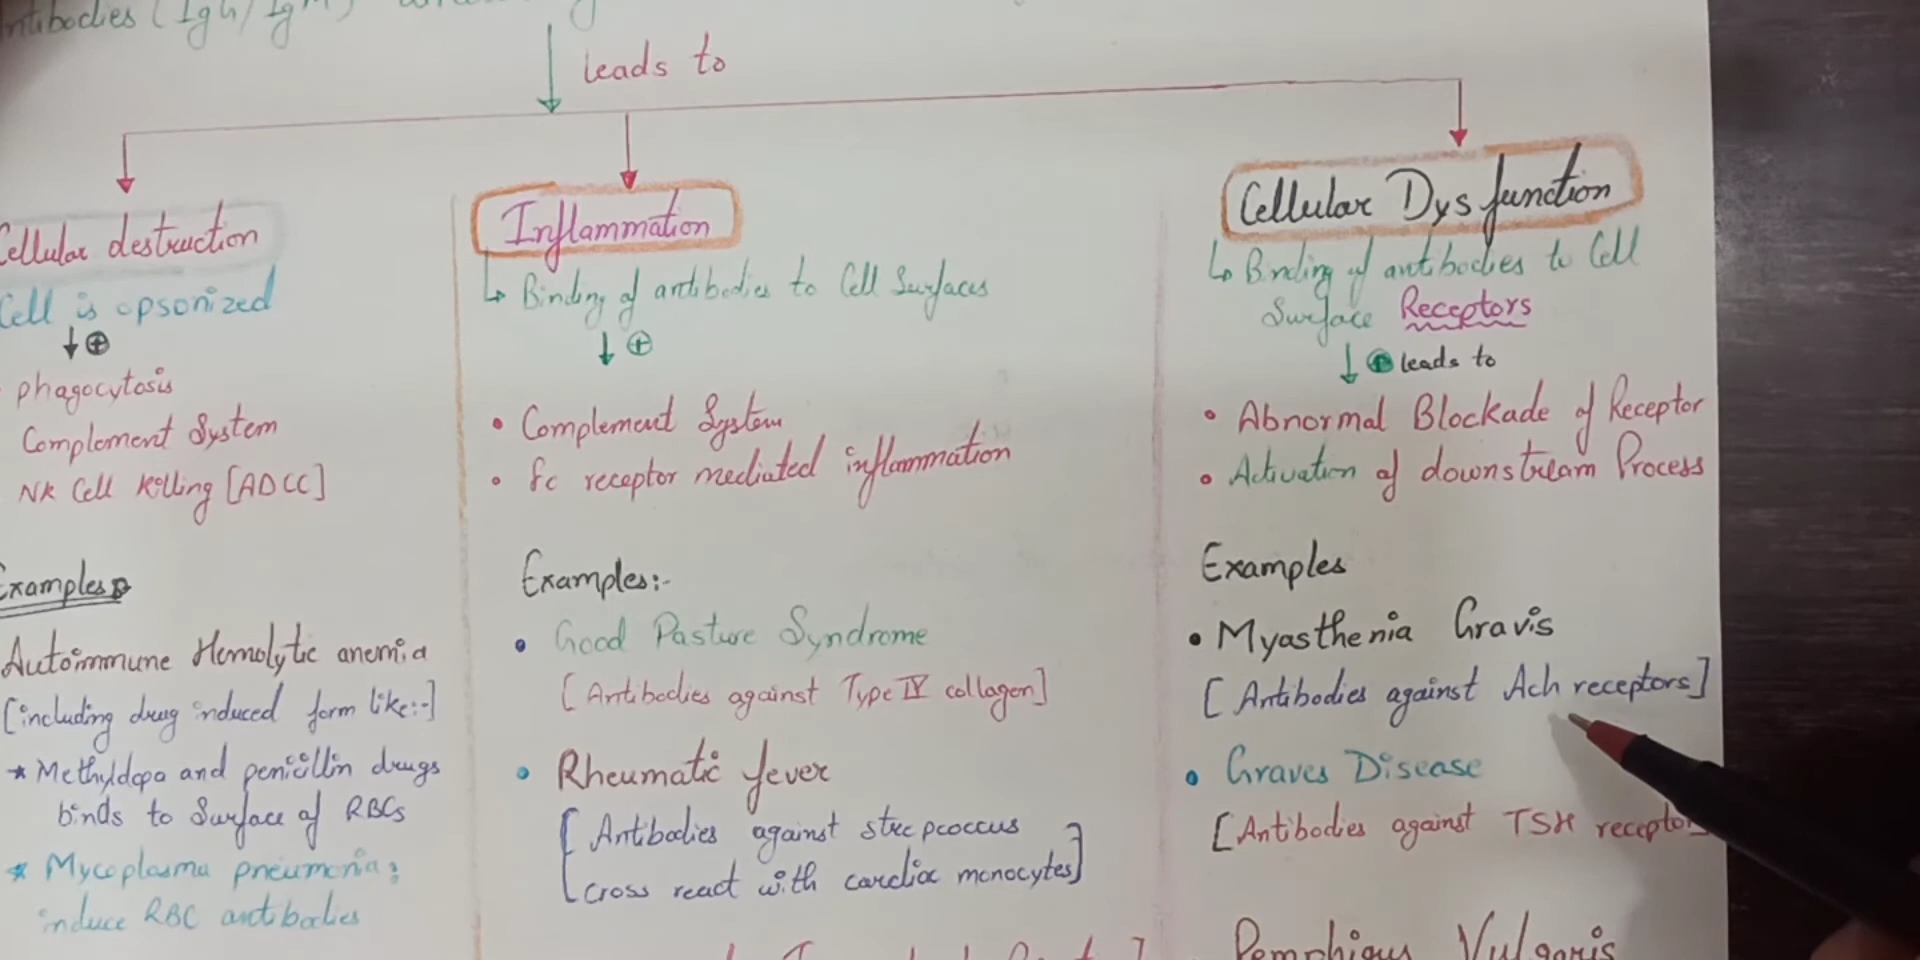 antibodies (IgG/IgM)
leads to
Cellular destruction
Cell is opsonized
⊕
phagocytosis
Complement System
NK Cell Killing [ADCC]
Examples
Autoimmune Hemolytic anemia
[including drug induced form like:-]
* Methyldopa and penicillin drugs
binds to Surface of RBCs
* Mycoplasma pneumonia:
induce RBC antibodies
Inflammation
↳ Binding of antibodies to Cell Surfaces
↓ ⊕
• Complement System
• Fc receptor mediated inflammation
Examples:-
• Good Pasture Syndrome
[Antibodies against Type IV collagen]
• Rheumatic fever
[Antibodies against strepcoccus
cross react with cardiac monocytes]
Cellular Dysfunction
↳ Binding of antibodies to Cell
Surface Receptors
↓ leads to
• Abnormal Blockade of Receptor
• Activation of downstream Process
Examples
• Myasthenia Gravis
[Antibodies against Ach receptors]
• Graves Disease
[Antibodies against TSH receptor
Pemphigus Vulgaris